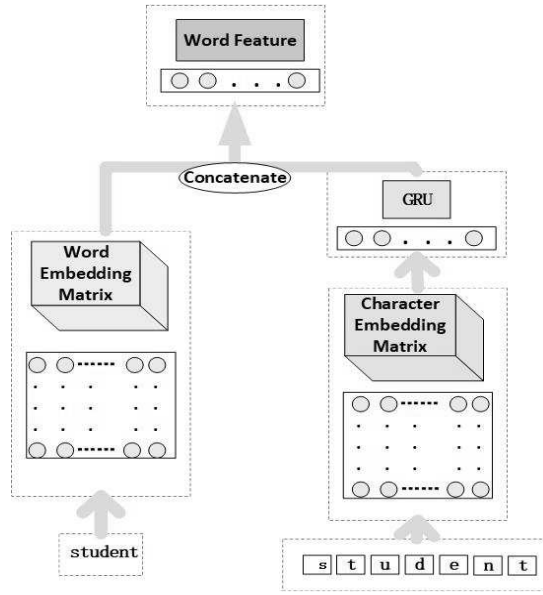 Word Feature
Concatenate
GRU
Word
Embedding
Matrix
Character
Embedding
Matrix
student
s t u d e n t